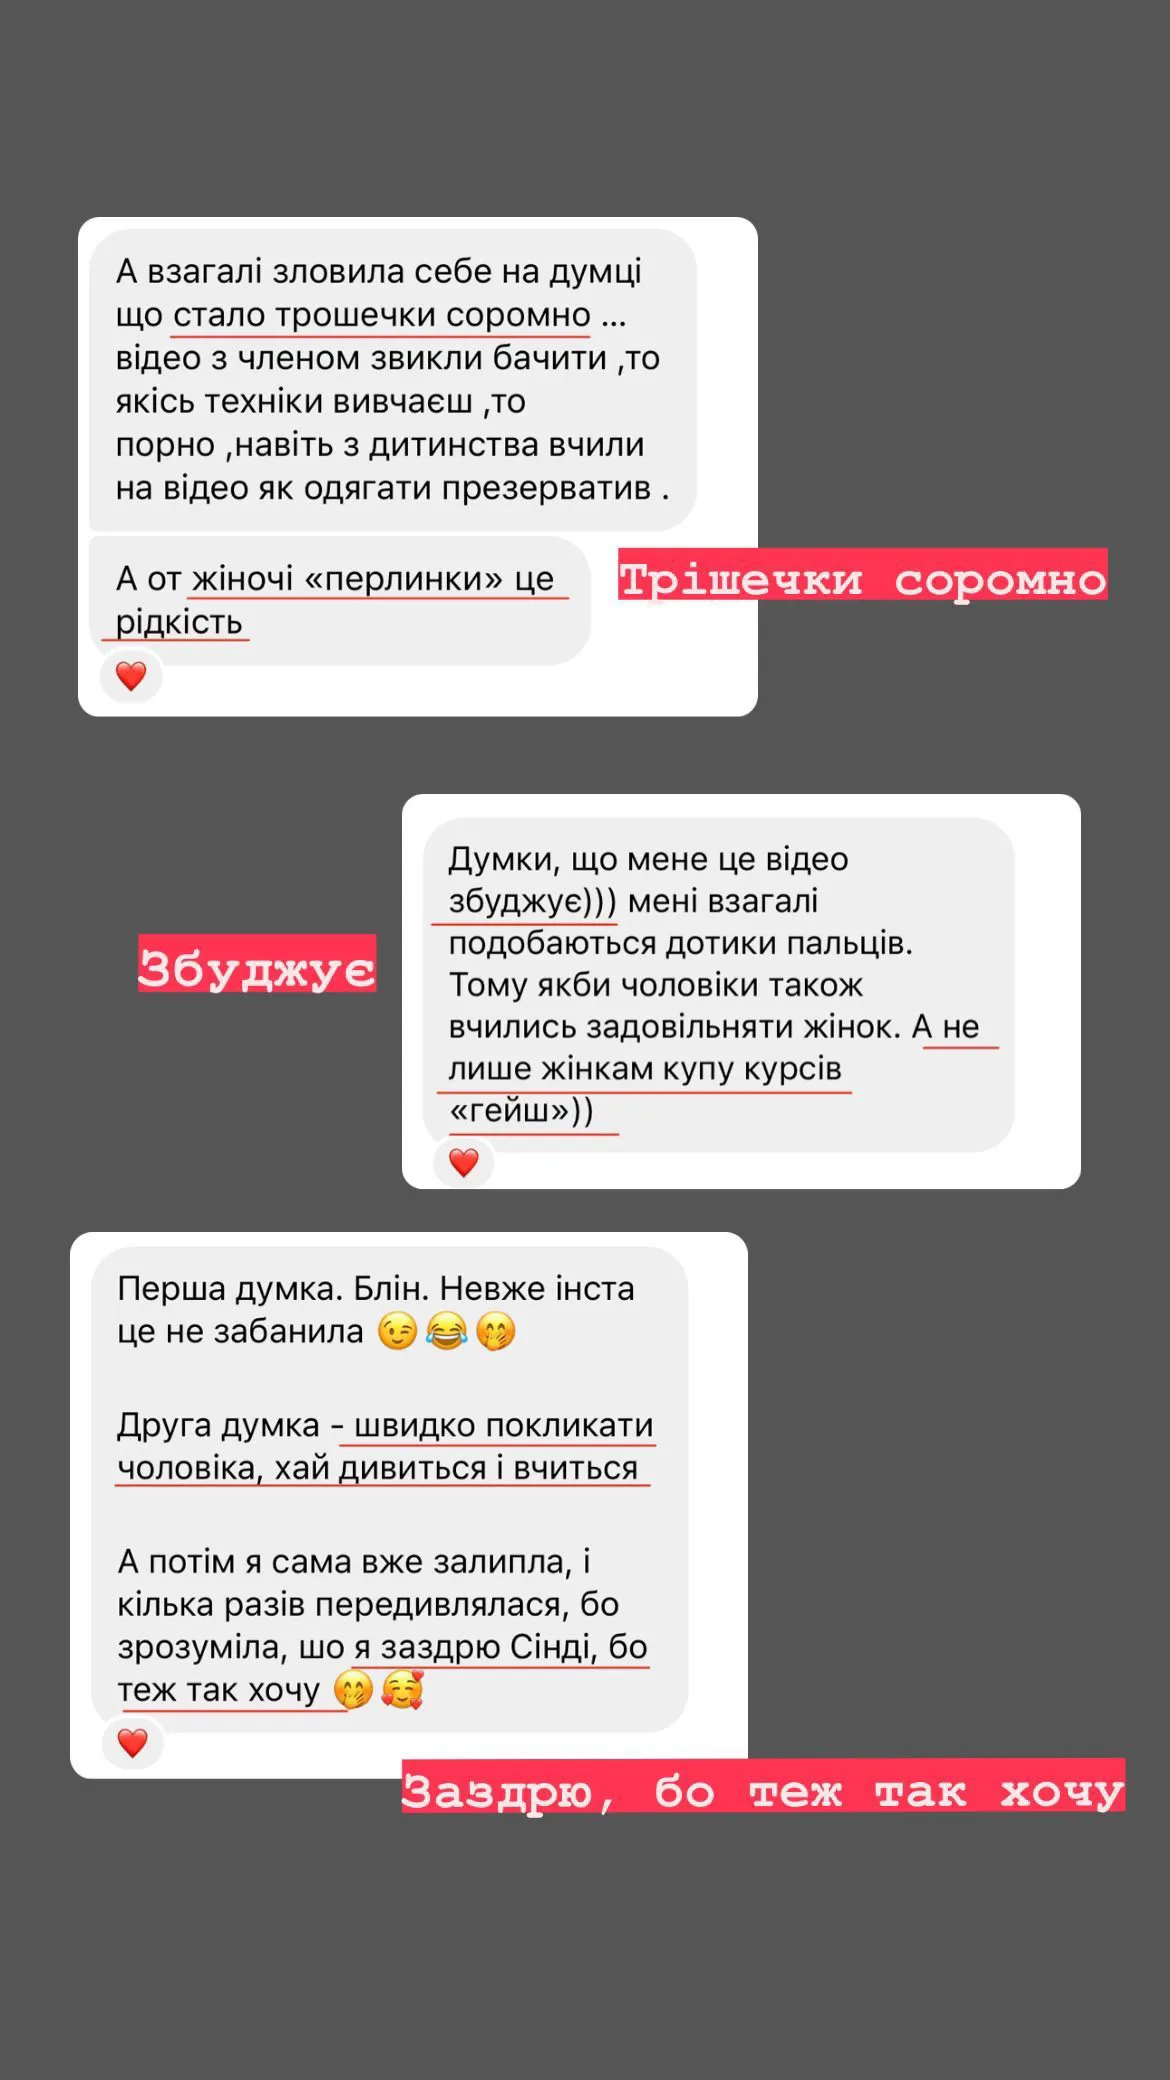 А взагалі зловила себе на думці
що стало трошечки соромно ...
відео з членом звикли бачити ,то
якісь техніки вивчаєш ,то
порно ,навіть з дитинства вчили
на відео як одягати презерватив .
А от жіночі «перлинки» це
рідкість
❤️
Трішечки соромно
Думки, що мене це відео
збуджує))) мені взагалі
подобаються дотики пальців.
Тому якби чоловіки також
вчились задовільняти жінок. А не
лише жінкам купу курсів
«гейш»))
❤️
Збуджує
Перша думка. Блін. Невже інста
це не забанила 😉😂🤭
Друга думка - швидко покликати
чоловіка, хай дивиться і вчиться
А потім я сама вже залипла, і
кілька разів передивлялася, бо
зрозуміла, шо я заздрю Сінді, бо
теж так хочу 🤭🥰
❤️
Заздрю, бо теж так хочу